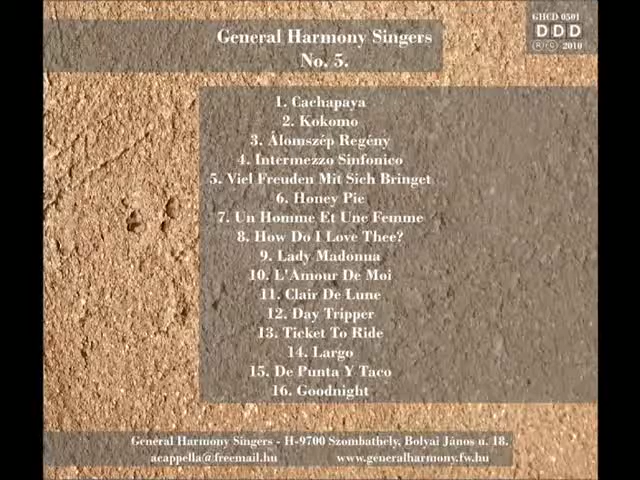 General Harmony Singers
No. 5.
GHCD 0501
DDD
R C 2010
1. Cachapaya
2. Kokomo
3. Álomszép Regény
4. Intermezzo Sinfonico
5. Viel Freuden Mit Sich Bringet
6. Honey Pie
7. Un Homme Et Une Femme
8. How Do I Love Thee?
9. Lady Madonna
10. L'Amour De Moi
11. Clair De Lune
12. Day Tripper
13. Ticket To Ride
14. Largo
15. De Punta Y Taco
16. Goodnight
General Harmony Singers - H-9700 Szombathely, Bolyai János u. 18.
acappella@freemail.hu www.generalharmony.fw.hu